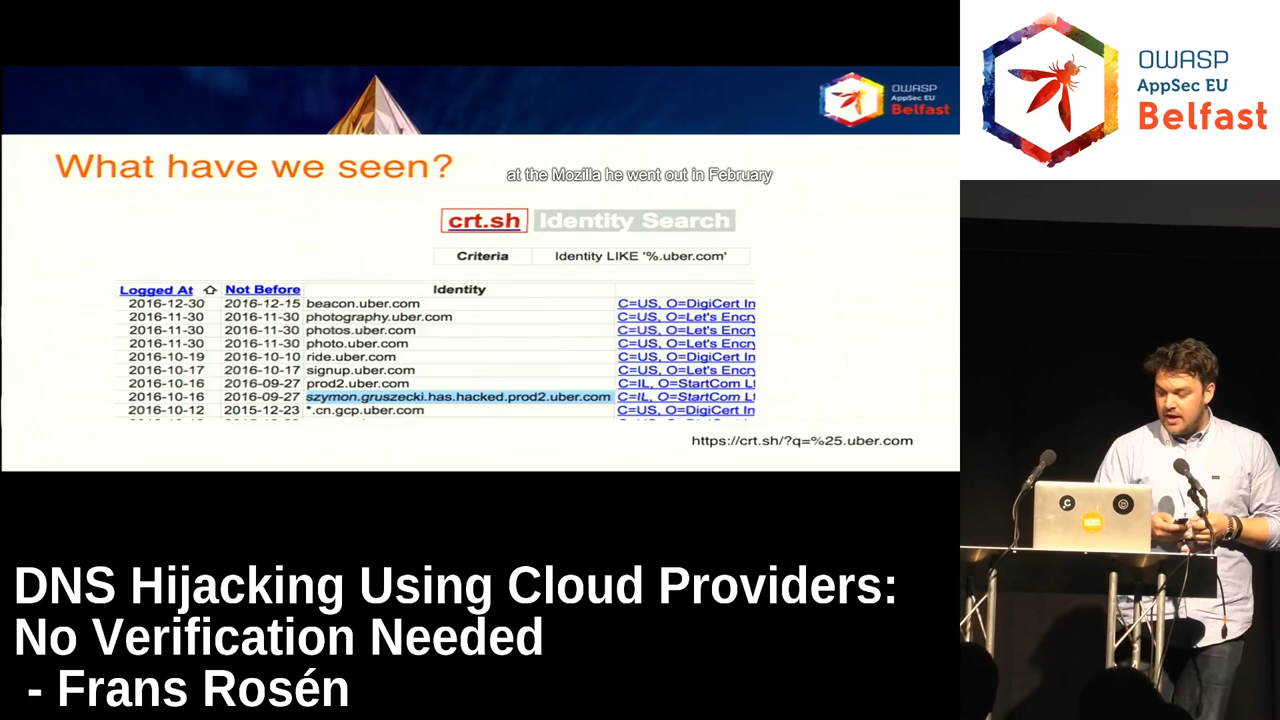 OWASP
AppSec EU
Belfast
OWASP
AppSec EU
Belfast
What have we seen?
at the Mozilla he went out in February
crt.sh Identity Search
Criteria Identity LIKE '%.uber.com'
Logged At Not Before Identity
2016-12-30 2016-12-15 beacon.uber.com C=US, O=DigiCert In
2016-11-30 2016-11-30 photography.uber.com C=US, O=Let's Encry
2016-11-30 2016-11-30 photos.uber.com C=US, O=Let's Encry
2016-11-30 2016-11-30 photo.uber.com C=US, O=Let's Encry
2016-10-19 2016-10-10 ride.uber.com C=US, O=DigiCert In
2016-10-17 2016-10-17 signup.uber.com C=US, O=Let's Encry
2016-10-16 2016-09-27 prod2.uber.com C=IL, O=StartCom Lt
2016-10-16 2016-09-27 szymon.gruszecki.has.hacked.prod2.uber.com C=IL, O=StartCom Lt
2016-10-12 2015-12-23 *.cn.gcp.uber.com C=US, O=DigiCert In
https://crt.sh/?q=%25.uber.com
DNS Hijacking Using Cloud Providers:
No Verification Needed
- Frans Rosén